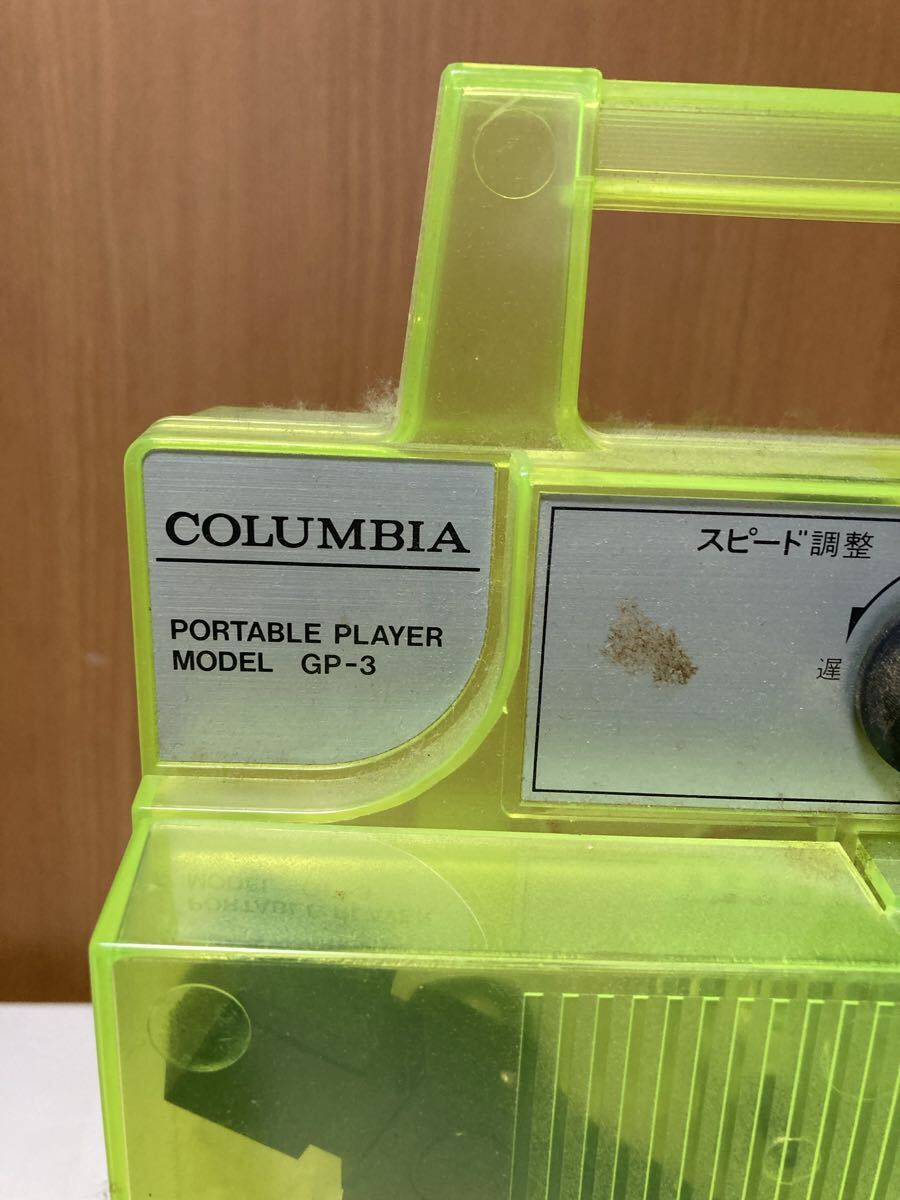 COLUMBIA
PORTABLE PLAYER
MODEL GP-3
スピード調整
遅